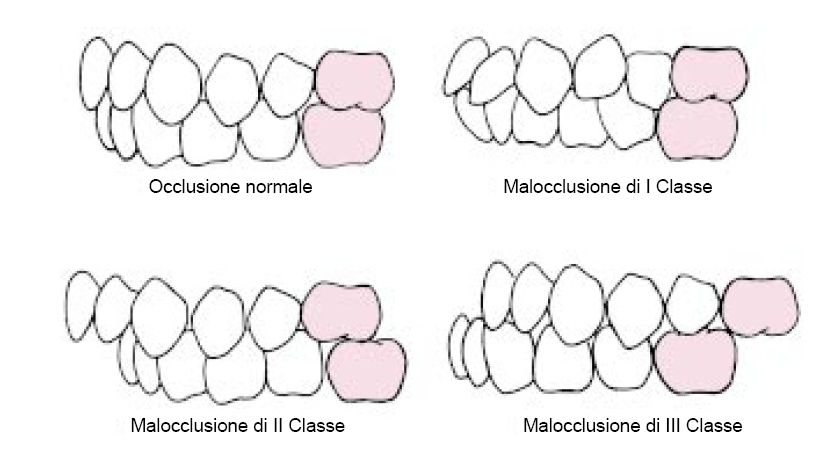 Occlusione normale
Malocclusione di I Classe
Malocclusione di II Classe
Malocclusione di III Classe